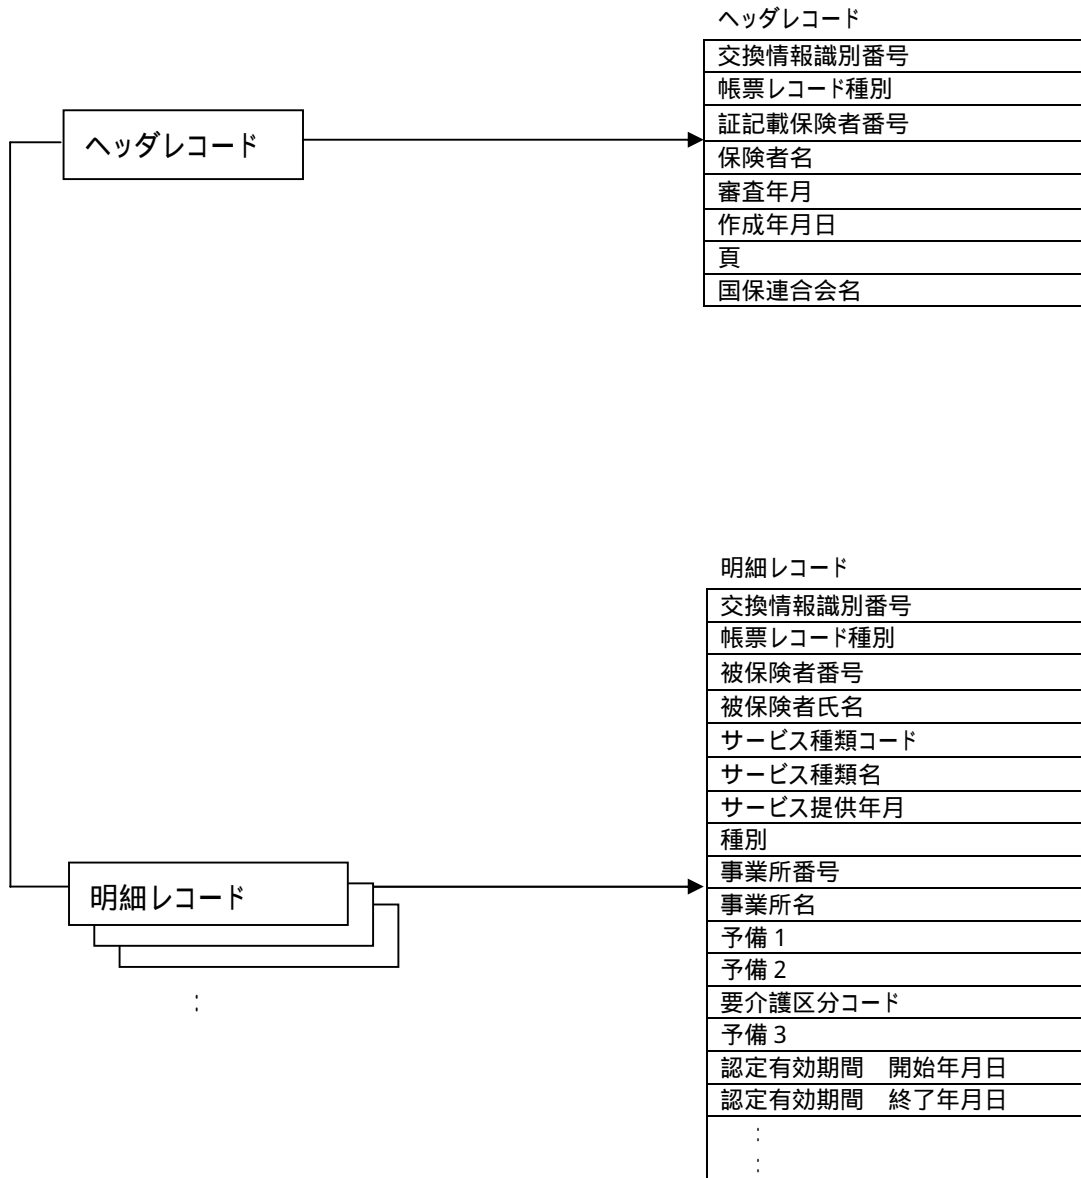 ヘッダレコード
交換情報識別番号
帳票レコード種別
証記載保険者番号
保険者名
審査年月
作成年月日
頁
国保連合会名
ヘッダレコード
明細レコード
交換情報識別番号
帳票レコード種別
被保険者番号
被保険者氏名
サービス種類コード
サービス種類名
サービス提供年月
種別
事業所番号
事業所名
予備１
予備２
要介護区分コード
予備３
認定有効期間　開始年月日
認定有効期間　終了年月日
：
：
明細レコード
：